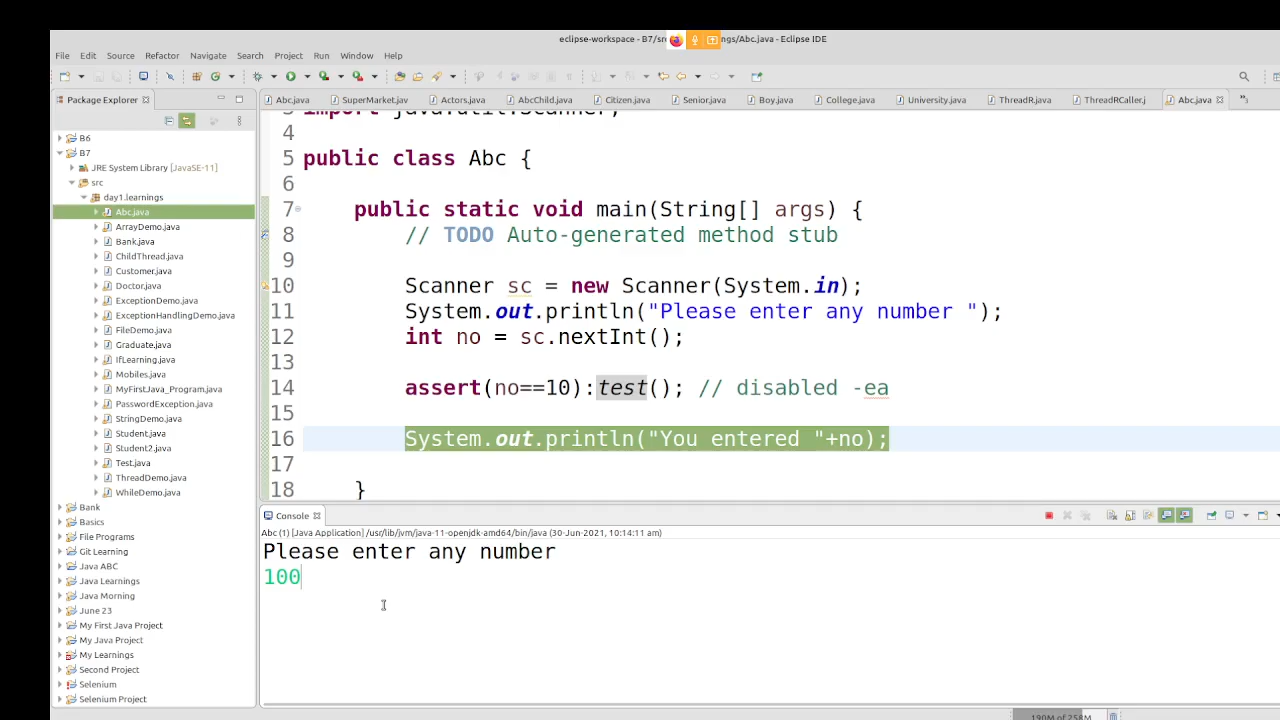 eclipse-workspace - B7/src ngs/Abc.java - Eclipse IDE
File Edit Source Refactor Navigate Search Project Run Window Help
Package Explorer
Abc.java SuperMarket.jav Actors.java AbcChild.java Citizen.java Senior.java Boy.java College.java University.java ThreadR.java ThreadRCaller.j Abc.java
B6
B7
JRE System Library [JavaSE-11]
src
day1.learnings
Abc.java
ArrayDemo.java
Bank.java
ChildThread.java
Customer.java
Doctor.java
ExceptionDemo.java
ExceptionHandlingDemo.java
FileDemo.java
Graduate.java
IfLearning.java
Mobiles.java
MyFirstJava_Program.java
PasswordException.java
StringDemo.java
Student.java
Student2.java
Test.java
ThreadDemo.java
WhileDemo.java
Bank
Basics
File Programs
Git Learning
Java ABC
Java Learnings
Java Morning
June 23
My First Java Project
My Java Project
My Learnings
Second Project
Selenium
Selenium Project
3 import java.util.Scanner;
4
5 public class Abc {
6
7 public static void main(String[] args) {
8 // TODO Auto-generated method stub
9
10 Scanner sc = new Scanner(System.in);
11 System.out.println("Please enter any number ");
12 int no = sc.nextInt();
13
14 assert(no==10):test(); // disabled -ea
15
16 System.out.println("You entered "+no);
17
18 }
Console
Abc (1) [Java Application] /usr/lib/jvm/java-11-openjdk-amd64/bin/java (30-Jun-2021, 10:14:11 am)
Please enter any number
100
190M of 258M